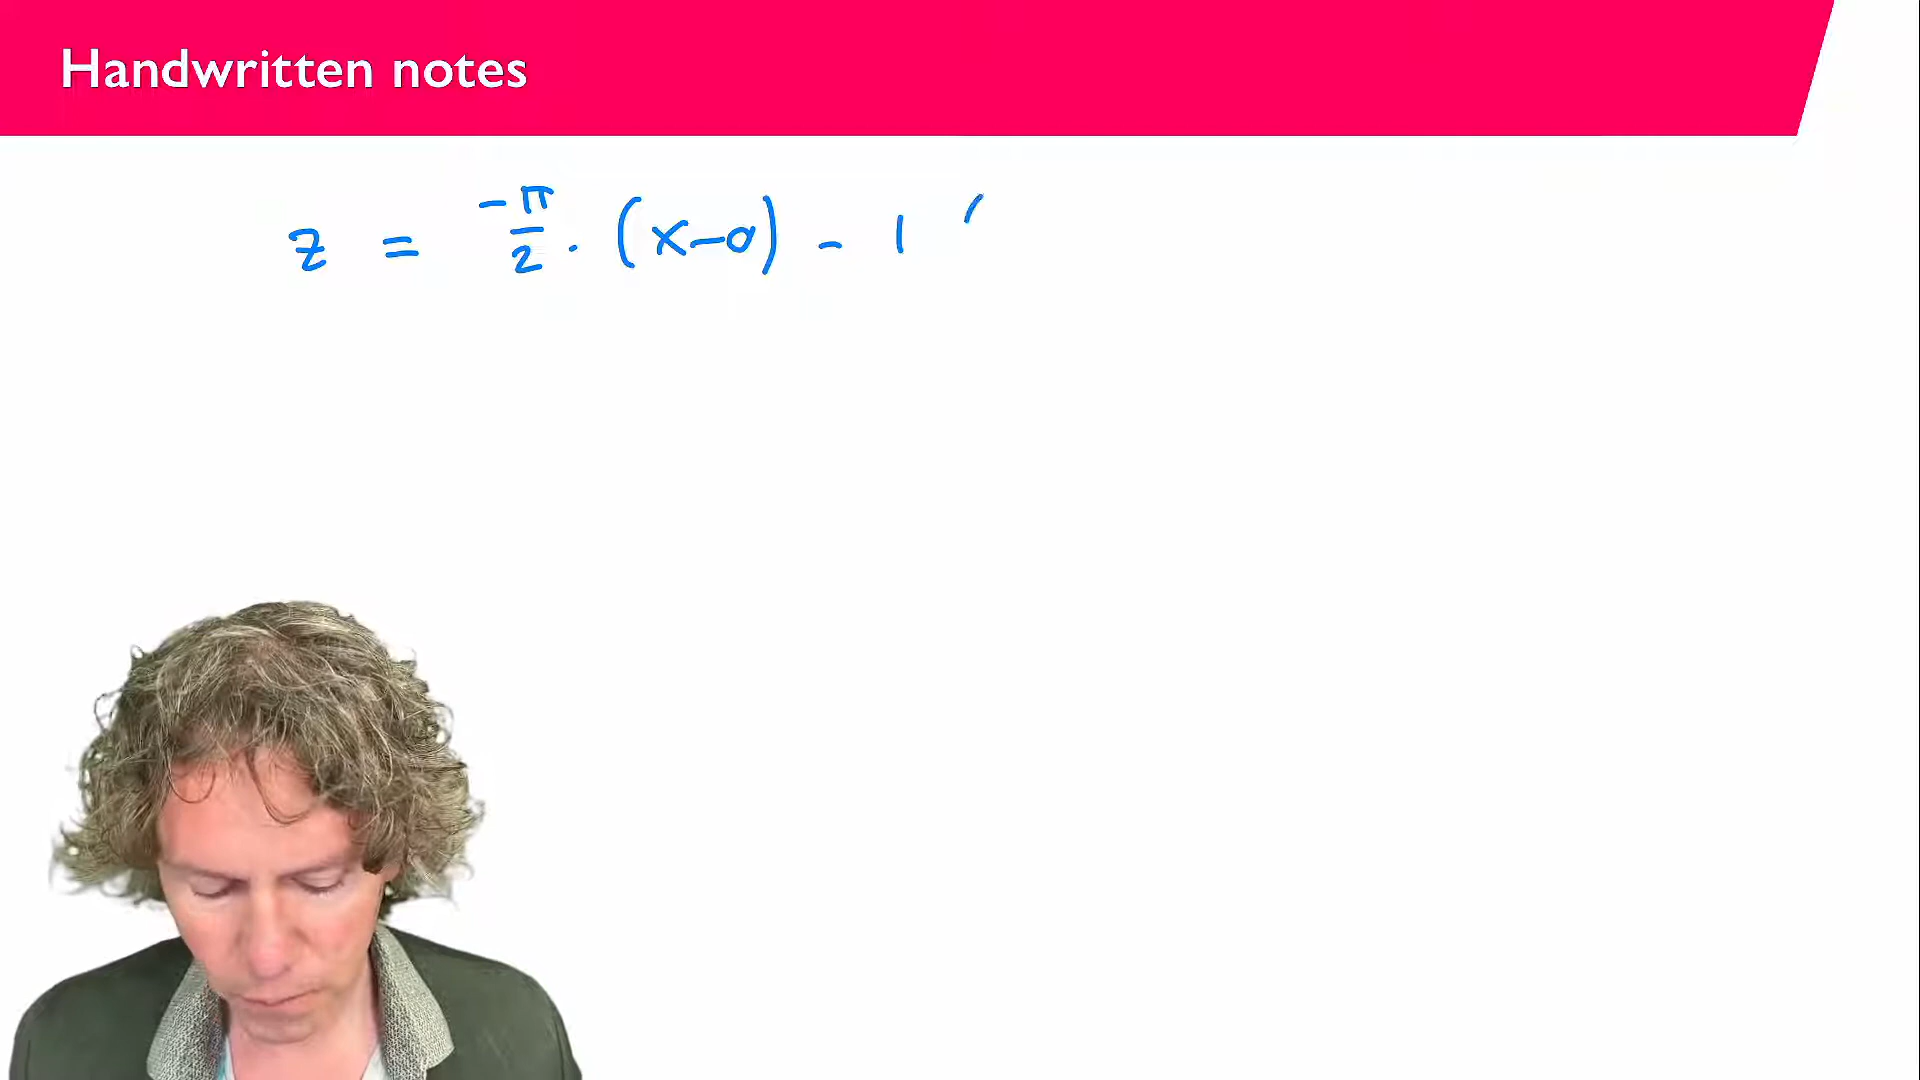 Handwritten notes
z = -π/2 · (x-0) - 1 (